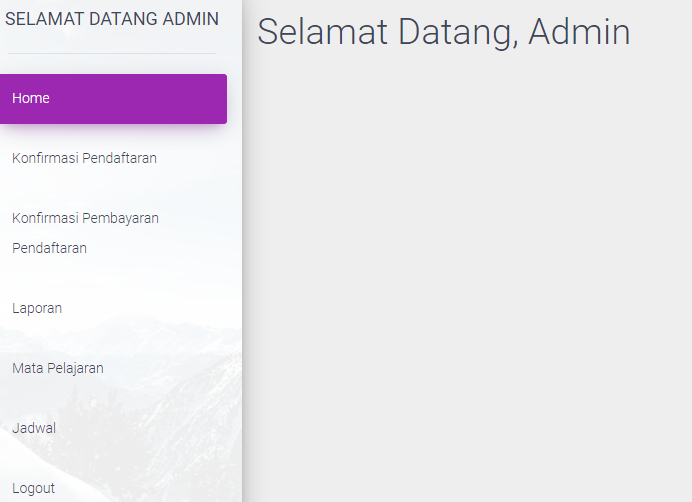 SELAMAT DATANG ADMIN
Selamat Datang, Admin
Home
Konfirmasi Pendaftaran
Konfirmasi Pembayaran
Pendaftaran
Laporan
Mata Pelajaran
Jadwal
Logout